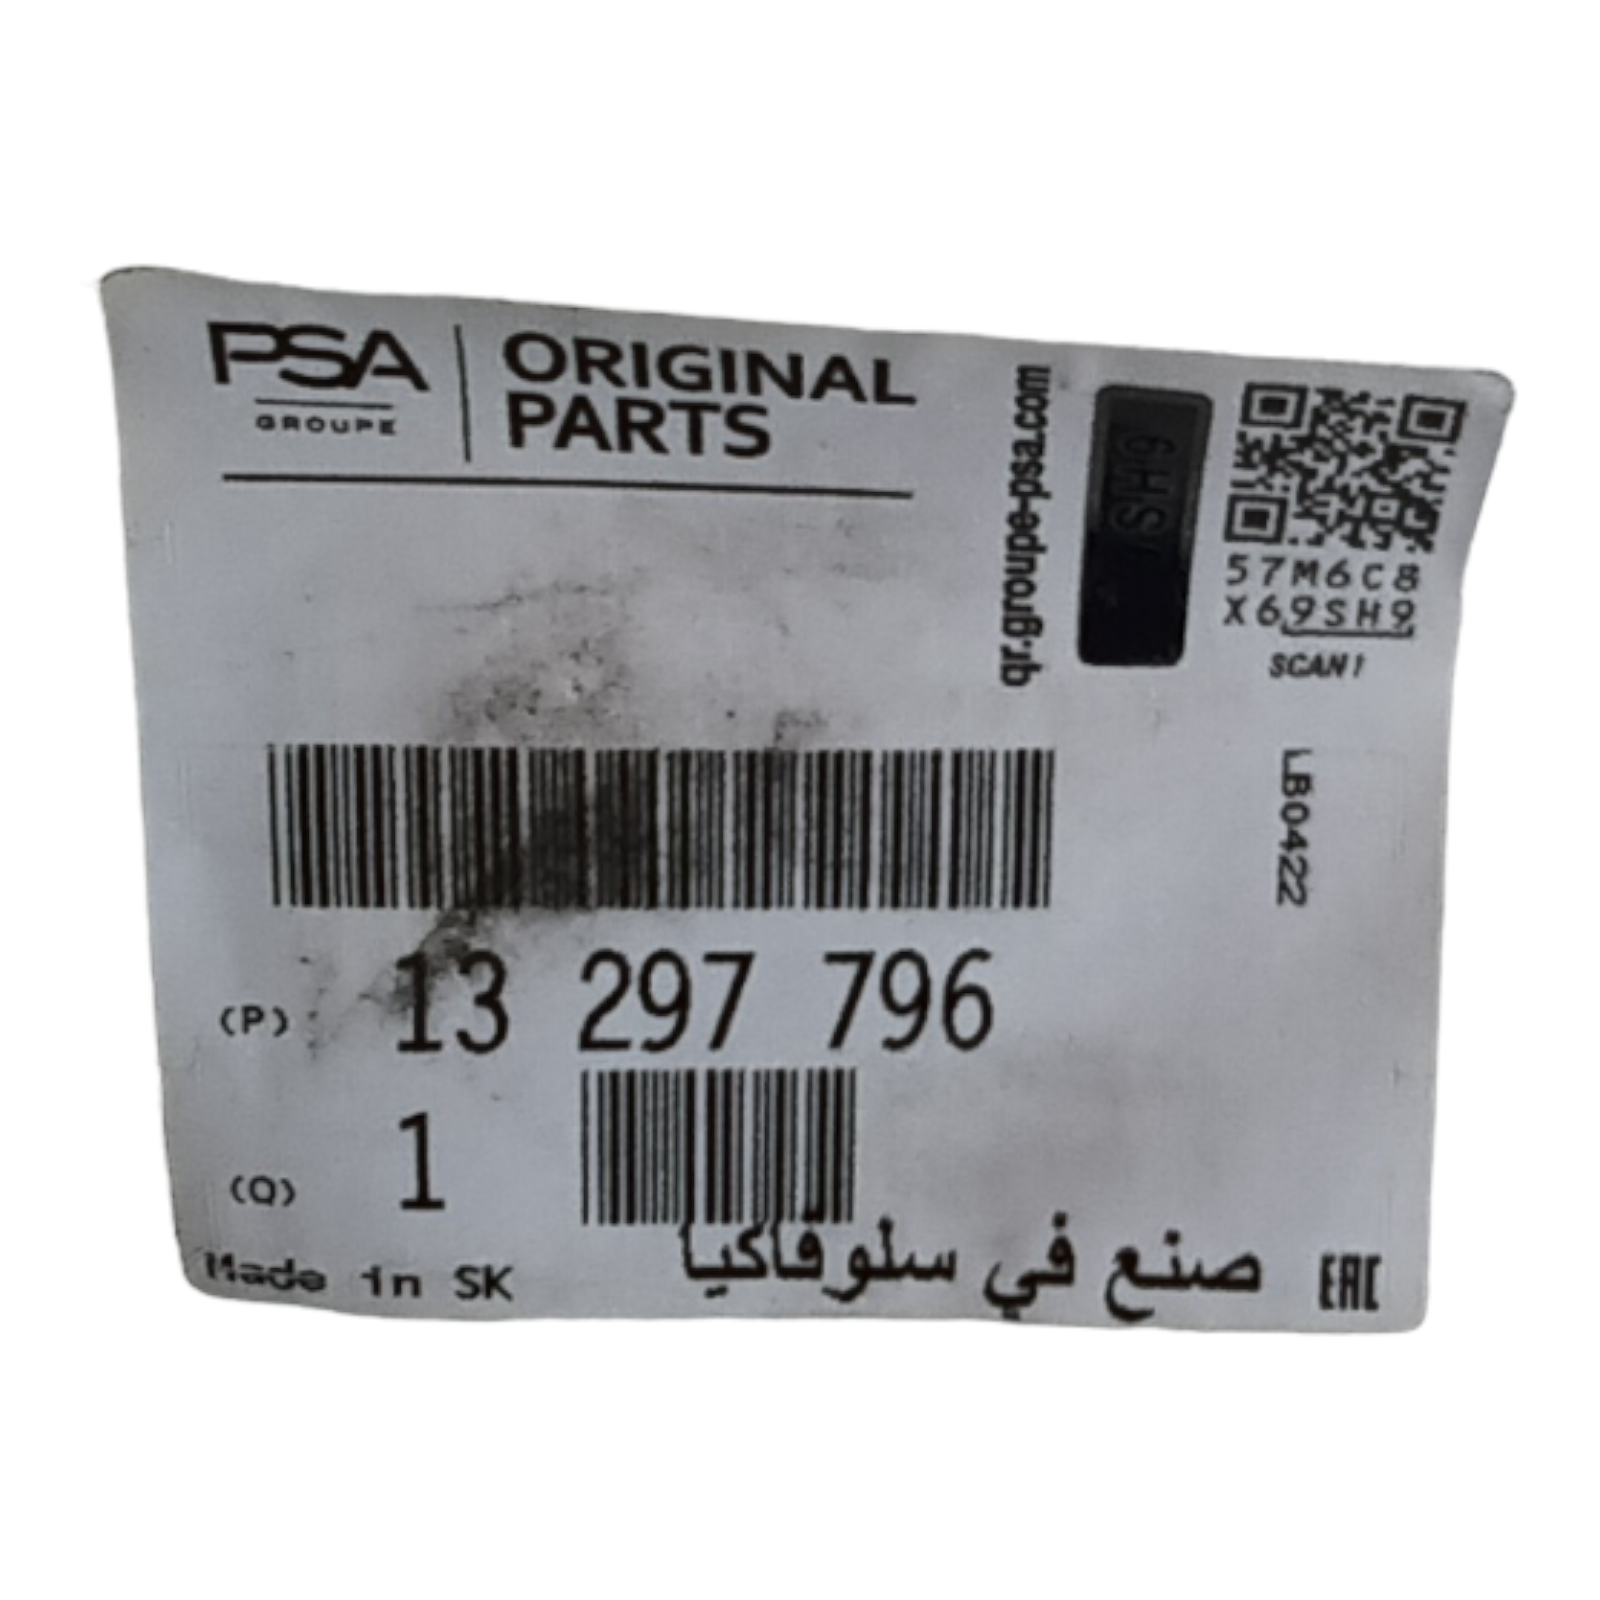 PSA
GROUPE
ORIGINAL
PARTS
qr.groupe-psa.com
SH9
57M6C8
X69SH9
SCAN!
LB0422
(P) 13 297 796
(Q) 1
Made in SK
صنع في سلوفاكيا
EAC